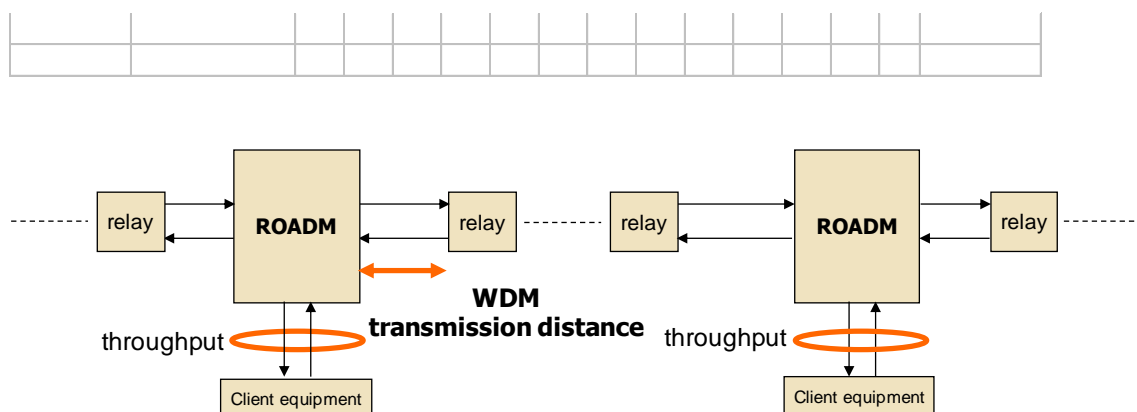 relay
ROADM
relay
relay
ROADM
relay
WDM
transmission distance
throughput
throughput
Client equipment
Client equipment